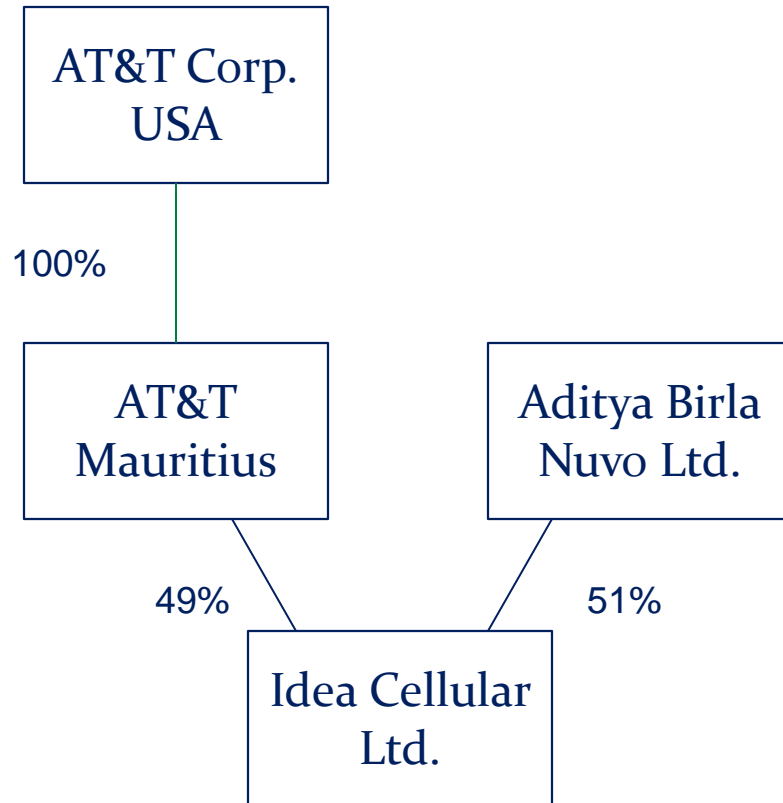 AT&T Corp.
USA
100%
AT&T
Mauritius
Aditya Birla
Nuvo Ltd.
49%
51%
Idea Cellular
Ltd.